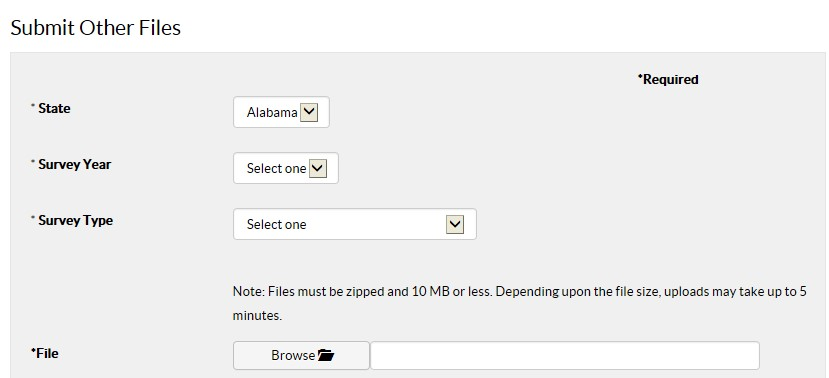 Submit Other Files
*Required
* State
Alabama
* Survey Year
Select one
* Survey Type
Select one
Note: Files must be zipped and 10 MB or less. Depending upon the file size, uploads may take up to 5
minutes.
*File
Browse